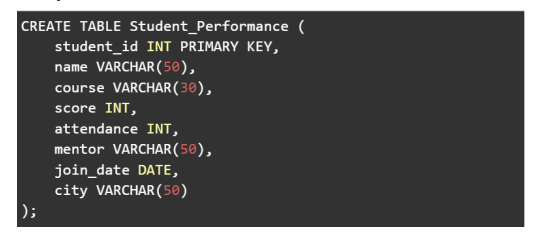 CREATE TABLE Student_Performance (
    student_id INT PRIMARY KEY,
    name VARCHAR(50),
    course VARCHAR(30),
    score INT,
    attendance INT,
    mentor VARCHAR(50),
    join_date DATE,
    city VARCHAR(50)
);